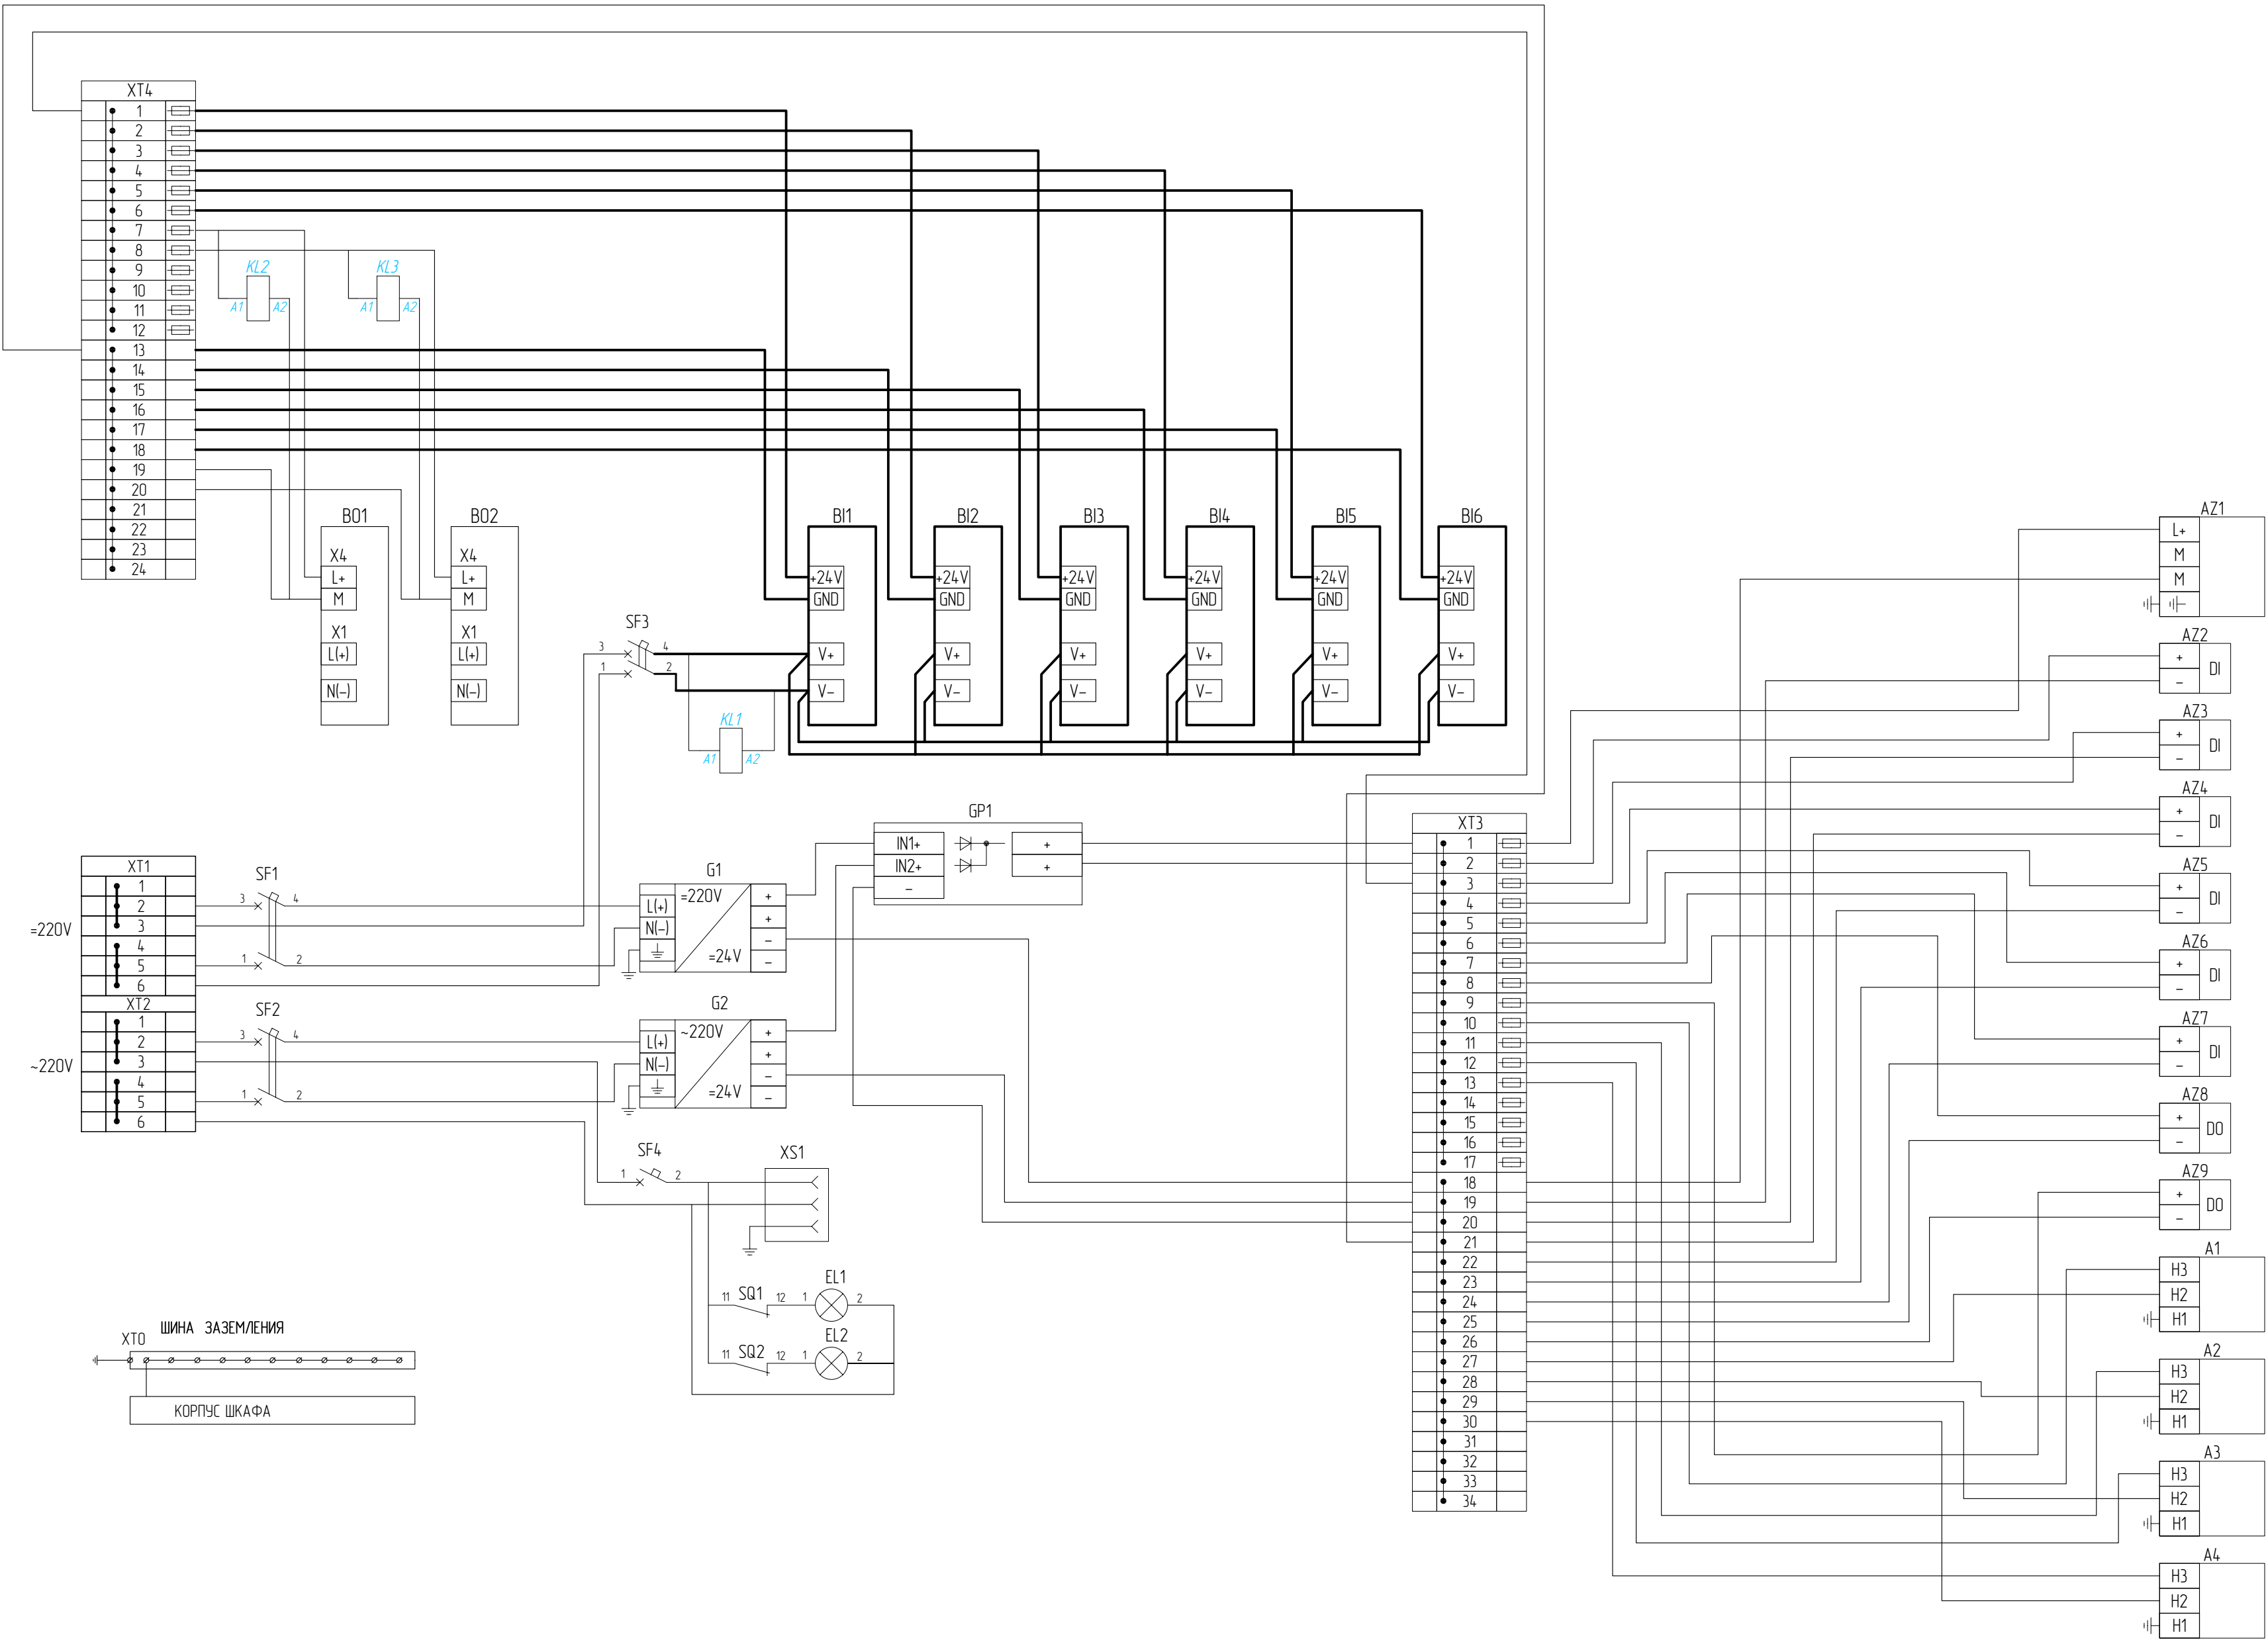 XT4
1
2
3
4
5
6
7
8
9
10
11
12
13
14
15
16
17
18
19
20
21
22
23
24
KL2
A1 A2
KL3
A1 A2
BO1
X4
L+
M
X1
L(+)
N(–)
BO2
X4
L+
M
X1
L(+)
N(–)
SF3
3 4
1 2
KL1
A1 A2
BI1
+24V
GND
V+
V–
BI2
+24V
GND
V+
V–
BI3
+24V
GND
V+
V–
BI4
+24V
GND
V+
V–
BI5
+24V
GND
V+
V–
BI6
+24V
GND
V+
V–
=220V
XT1
1
2
3
4
5
6
~220V
XT2
1
2
3
4
5
6
SF1
3 4
1 2
SF2
3 4
1 2
G1
L(+)
N(–)
=220V
=24V
+
+
–
–
G2
L(+)
N(–)
~220V
=24V
+
+
–
–
GP1
IN1+
IN2+
–
+
+
SF4
1 2
XS1
11 SQ1 12
1 EL1 2
11 SQ2 12
1 EL2 2
XT0
ШИНА ЗАЗЕМЛЕНИЯ
КОРПУС ШКАФА
XT3
1
2
3
4
5
6
7
8
9
10
11
12
13
14
15
16
17
18
19
20
21
22
23
24
25
26
27
28
29
30
31
32
33
34
AZ1
L+
M
M
AZ2
+
–
DI
AZ3
+
–
DI
AZ4
+
–
DI
AZ5
+
–
DI
AZ6
+
–
DI
AZ7
+
–
DI
AZ8
+
–
DO
AZ9
+
–
DO
A1
H3
H2
H1
A2
H3
H2
H1
A3
H3
H2
H1
A4
H3
H2
H1